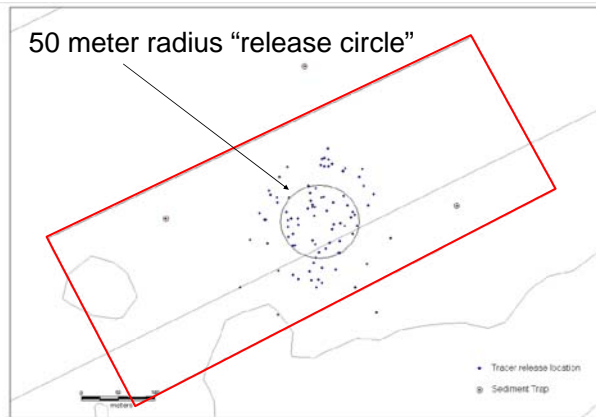 50 meter radius “release circle”
Tracer release location
Sediment Trap
meters